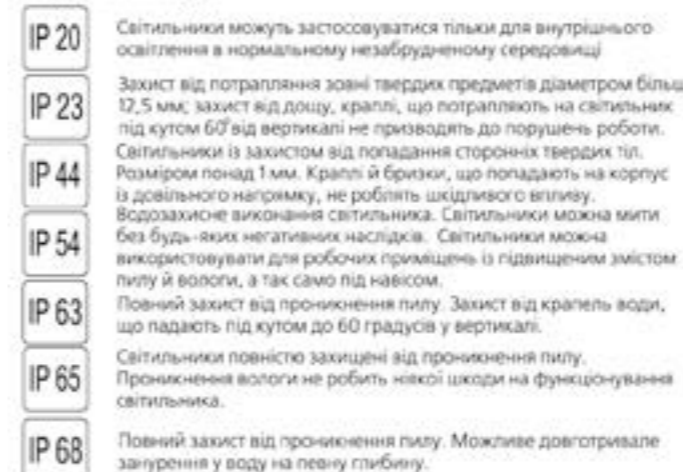 IP 20
Світильники можуть застосовуватися тільки для внутрішнього
освітлення в нормальному незабрудненому середовищі
IP 23
Захист від потрапляння зовні твердих предметів діаметром більш
12,5 мм; захист від дощу, краплі, що потрапляють на світильник
під кутом 60° від вертикалі не призводять до порушень роботи.
IP 44
Світильники із захистом від попадання сторонніх твердих тіл.
Розміром понад 1 мм. Краплі й бризки, що попадають на корпус
із довільного напрямку, не роблять шкідливого впливу.
IP 54
Водозахисне виконання світильника. Світильники можна мити
без будь-яких негативних наслідків. Світильники можна
використовувати для робочих приміщень із підвищеним змістом
пилу й вологи, а так само під навісом.
IP 63
Повний захист від проникнення пилу. Захист від крапель води,
що падають під кутом до 60 градусів у вертикалі.
IP 65
Світильники повністю захищені від проникнення пилу.
Проникнення вологи не робить ніякої шкоди на функціонування
світильника.
IP 68
Повний захист від проникнення пилу. Можливе довготривале
занурення у воду на певну глибину.